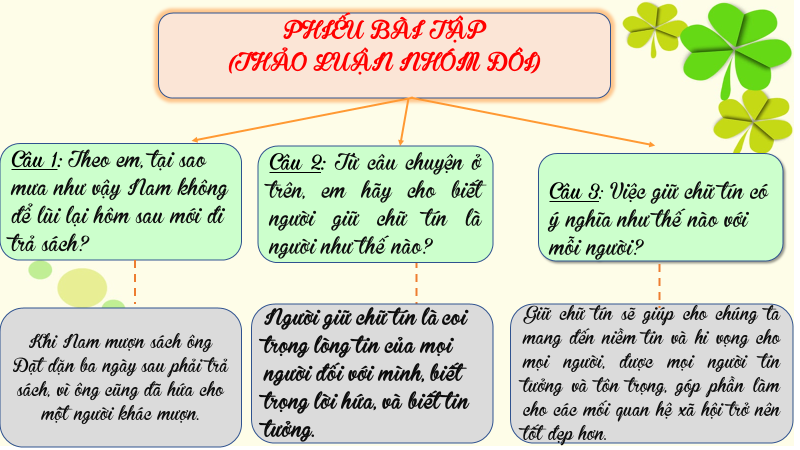 PHIẾU BÀI TẬP
(THẢO LUẬN NHÓM ĐÔI)
Câu 1: Theo em, tại sao
mưa như vậy Nam không
để lùi lại hôm sau mới đi
trả sách?
Câu 2: Từ câu chuyện ở
trên, em hãy cho biết
người giữ chữ tín là
người như thế nào?
Câu 3: Việc giữ chữ tín có
ý nghĩa như thế nào với
mỗi người?
Khi Nam mượn sách ông
Đạt dặn ba ngày sau phải trả
sách, vì ông cũng đã hứa cho
một người khác mượn.
Người giữ chữ tín là coi
trọng lòng tin của mọi
người đối với mình, biết
trọng lời hứa, và biết tin
tưởng.
Giữ chữ tín sẽ giúp cho chúng ta
mang đến niềm tin và hi vọng cho
mọi người, được mọi người tin
tưởng và tôn trọng, góp phần làm
cho các mối quan hệ xã hội trở nên
tốt đẹp hơn.